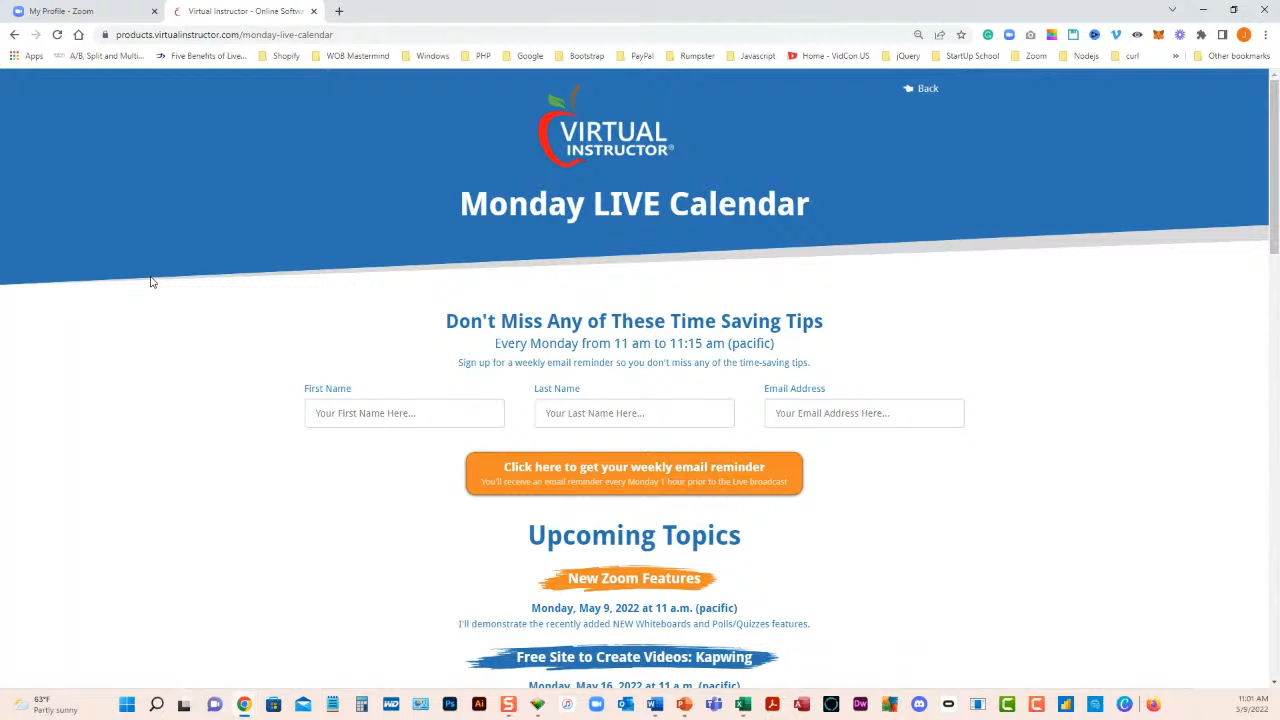 My Profile - Zoom
Virtual Instructor - Online Softw
products.virtualinstructor.com/monday-live-calendar
Apps
A/B, Split and Multi...
Five Benefits of Live...
Shopify
WOB Mastermind
Windows
PHP
Google
Bootstrap
PayPal
Rumpster
Javascript
Home - VidCon US
jQuery
StartUp School
Zoom
Nodejs
curl
»
Other bookmarks
Back
VIRTUAL
INSTRUCTOR®
Monday LIVE Calendar
Don't Miss Any of These Time Saving Tips
Every Monday from 11 am to 11:15 am (pacific)
Sign up for a weekly email reminder so you don't miss any of the time-saving tips.
First Name
Last Name
Email Address
Your First Name Here...
Your Last Name Here...
Your Email Address Here...
Click here to get your weekly email reminder
You'll receive an email reminder every Monday 1 hour prior to the Live broadcast
Upcoming Topics
New Zoom Features
Monday, May 9, 2022 at 11 a.m. (pacific)
I'll demonstrate the recently added NEW Whiteboards and Polls/Quizzes features.
Free Site to Create Videos: Kapwing
Monday, May 16, 2022 at 11 a.m. (pacific)
63°F
Partly sunny
11:01 AM
5/9/2022